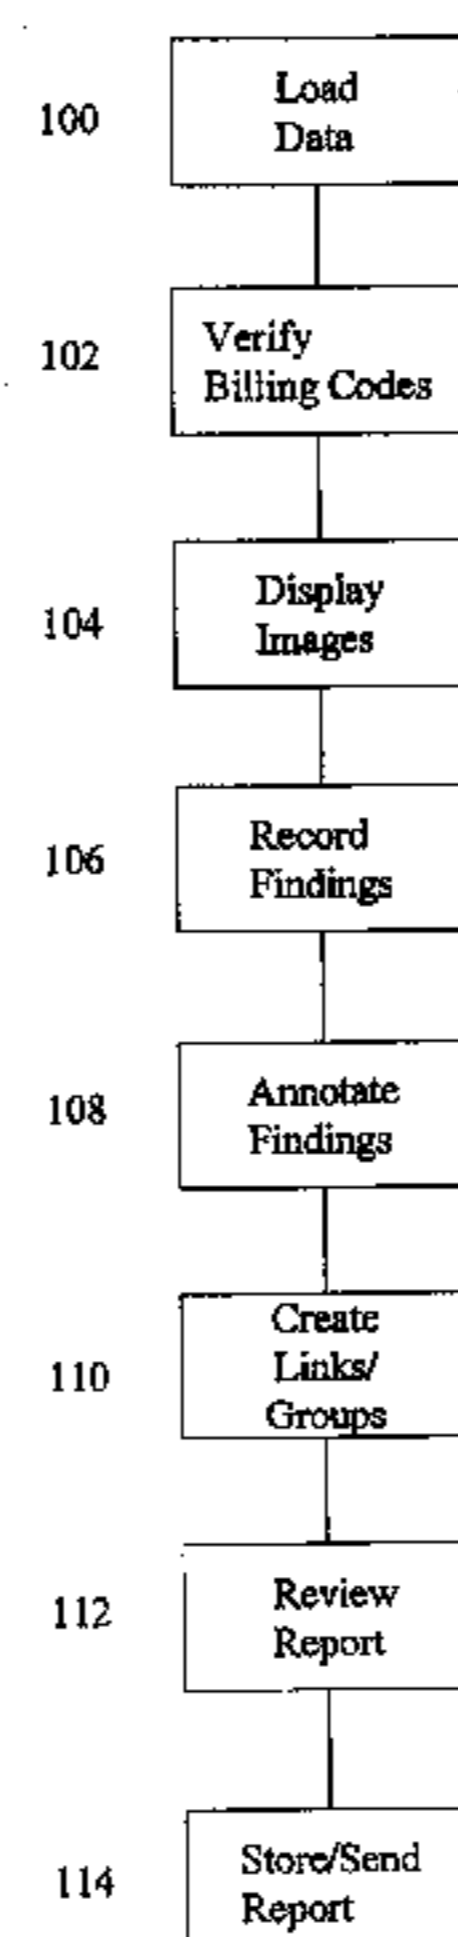 100
Load
Data
102
Verify
Billing Codes
104
Display
Images
106
Record
Findings
108
Annotate
Findings
110
Create
Links/
Groups
112
Review
Report
114
Store/Send
Report